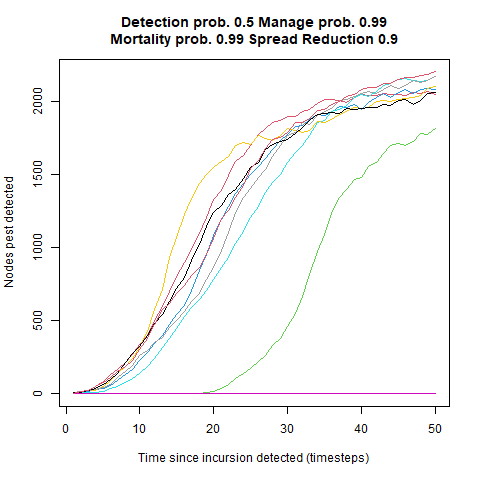 Detection prob. 0.5 Manage prob. 0.99
Mortality prob. 0.99 Spread Reduction 0.9
Nodes pest detected
2000
1500
1000
500
0
0 10 20 30 40 50
Time since incursion detected (timesteps)